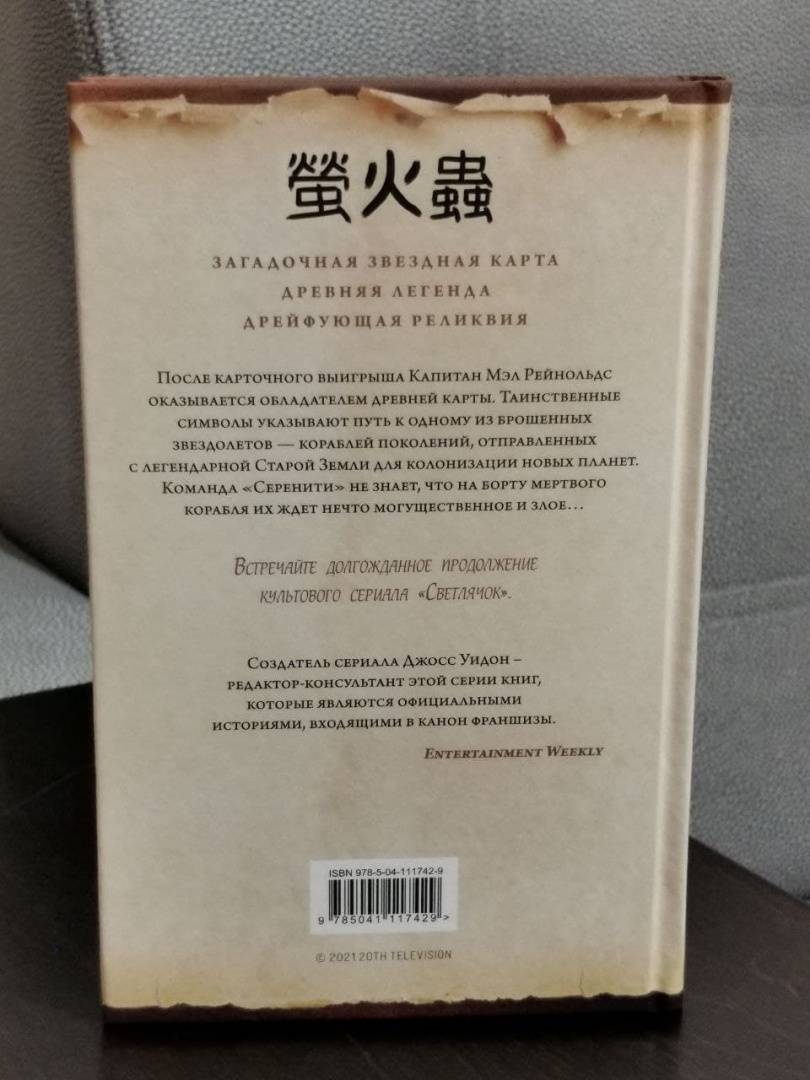 螢火蟲
ЗАГАДОЧНАЯ ЗВЕЗДНАЯ КАРТА
ДРЕВНЯЯ ЛЕГЕНДА
ДРЕЙФУЮЩАЯ РЕЛИКВИЯ
После карточного выигрыша Капитан Мэл Рейнольдс
оказывается обладателем древней карты. Таинственные
символы указывают путь к одному из брошенных
звездолетов — кораблей поколений, отправленных
с легендарной Старой Земли для колонизации новых планет.
Команда «Серенити» не знает, что на борту мертвого
корабля их ждет нечто могущественное и злое...
Встречайте долгожданное продолжение
культового сериала «Светлячок».
Создатель сериала Джосс Уидон –
редактор-консультант этой серии книг,
которые являются официальными
историями, входящими в канон франшизы.
Entertainment Weekly
ISBN 978-5-04-111742-9
9 785041 117429 >
© 2021 20TH TELEVISION